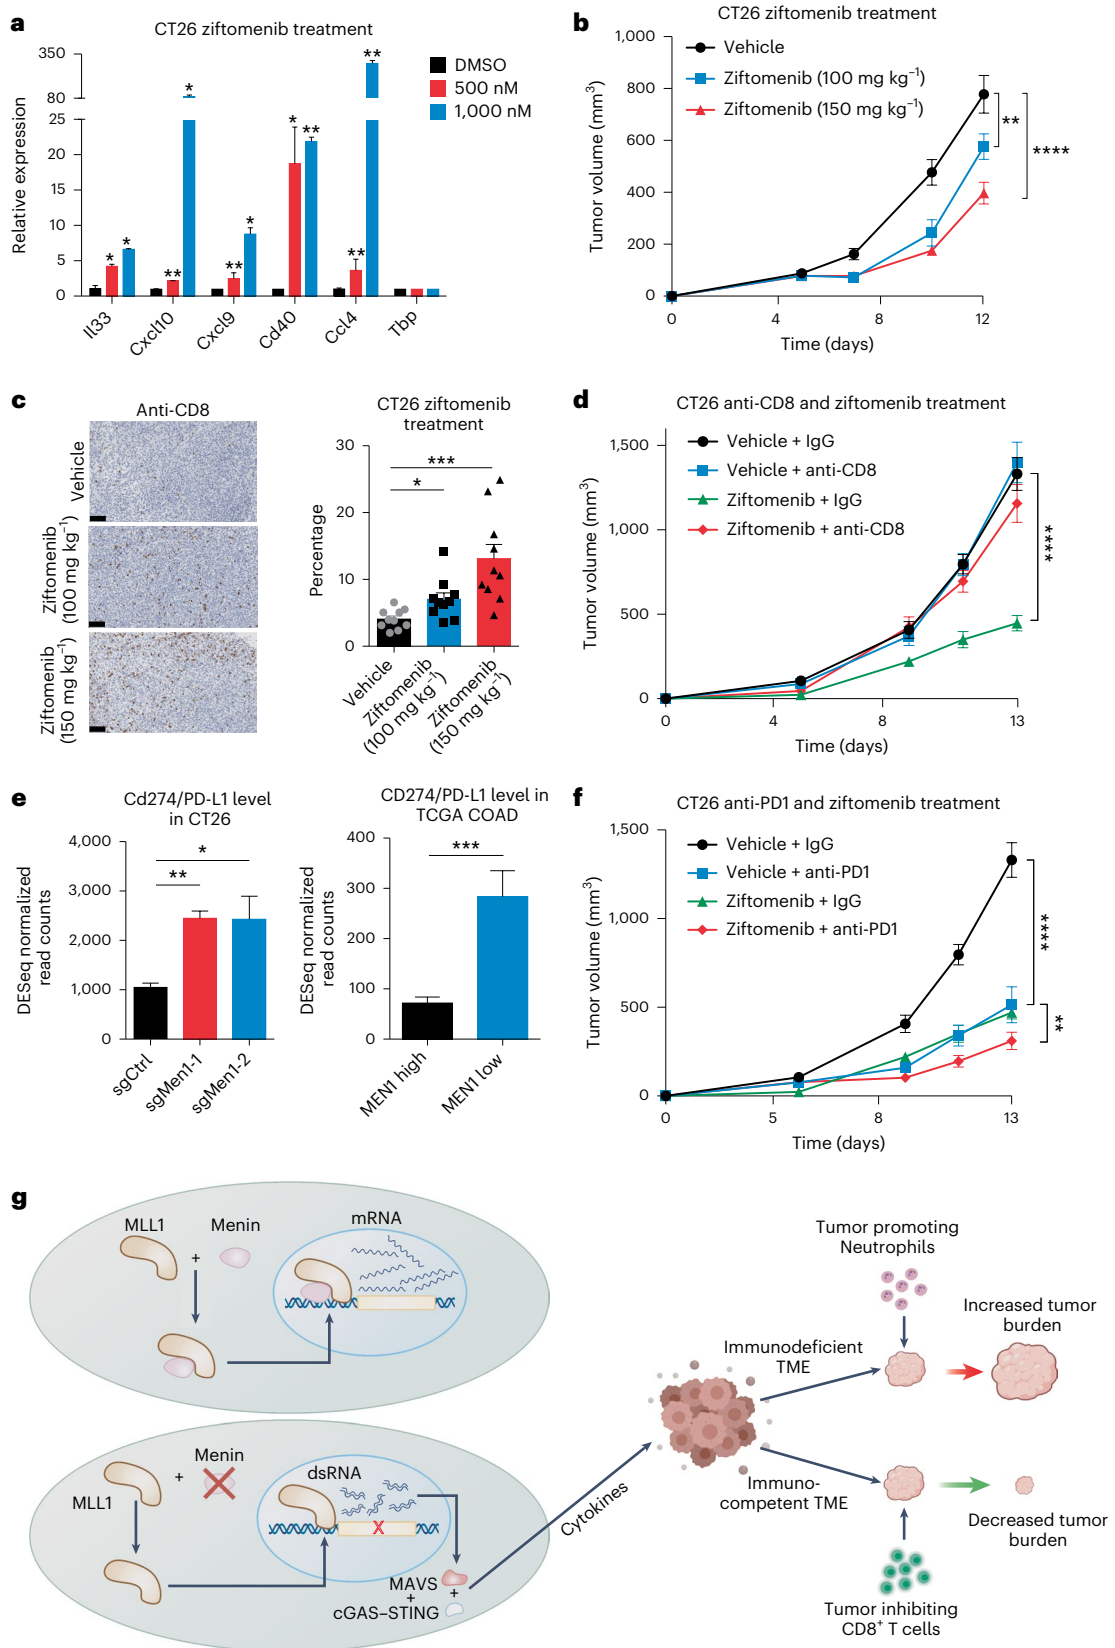 a
CT26 ziftomenib treatment
Relative expression
350
80
25
20
15
10
5
0
DMSO
500 nM
1,000 nM
*
*
**
*
**
*
*
**
**
**
Il33
Cxcl10
Cxcl9
Cd40
Ccl4
Tbp
b
CT26 ziftomenib treatment
Tumor volume (mm³)
1,000
800
600
400
200
0
Vehicle
Ziftomenib (100 mg kg⁻¹)
Ziftomenib (150 mg kg⁻¹)
**
****
0
4
8
12
Time (days)
c
Anti-CD8
Vehicle
Ziftomenib
(100 mg kg⁻¹)
Ziftomenib
(150 mg kg⁻¹)
CT26 ziftomenib
treatment
Percentage
30
20
10
0
***
*
Vehicle
Ziftomenib
(100 mg kg⁻¹)
Ziftomenib
(150 mg kg⁻¹)
d
CT26 anti-CD8 and ziftomenib treatment
Tumor volume (mm³)
1,500
1,000
500
0
Vehicle + IgG
Vehicle + anti-CD8
Ziftomenib + IgG
Ziftomenib + anti-CD8
****
0
4
8
13
Time (days)
e
Cd274/PD-L1 level
in CT26
DESeq normalized
read counts
4,000
3,000
2,000
1,000
0
*
**
sgCtrl
sgMen1-1
sgMen1-2
CD274/PD-L1 level in
TCGA COAD
DESeq normalized
read counts
400
300
200
100
0
***
MEN1 high
MEN1 low
f
CT26 anti-PD1 and ziftomenib treatment
Tumor volume (mm³)
1,500
1,000
500
0
Vehicle + IgG
Vehicle + anti-PD1
Ziftomenib + IgG
Ziftomenib + anti-PD1
****
**
0
5
8
13
Time (days)
g
MLL1
+
Menin
mRNA
Menin
+
MLL1
dsRNA
X
MAVS
+
+
cGAS–STING
Cytokines
Immunodeficient
TME
Immuno-
competent TME
Tumor promoting
Neutrophils
Increased tumor
burden
Decreased tumor
burden
Tumor inhibiting
CD8⁺ T cells